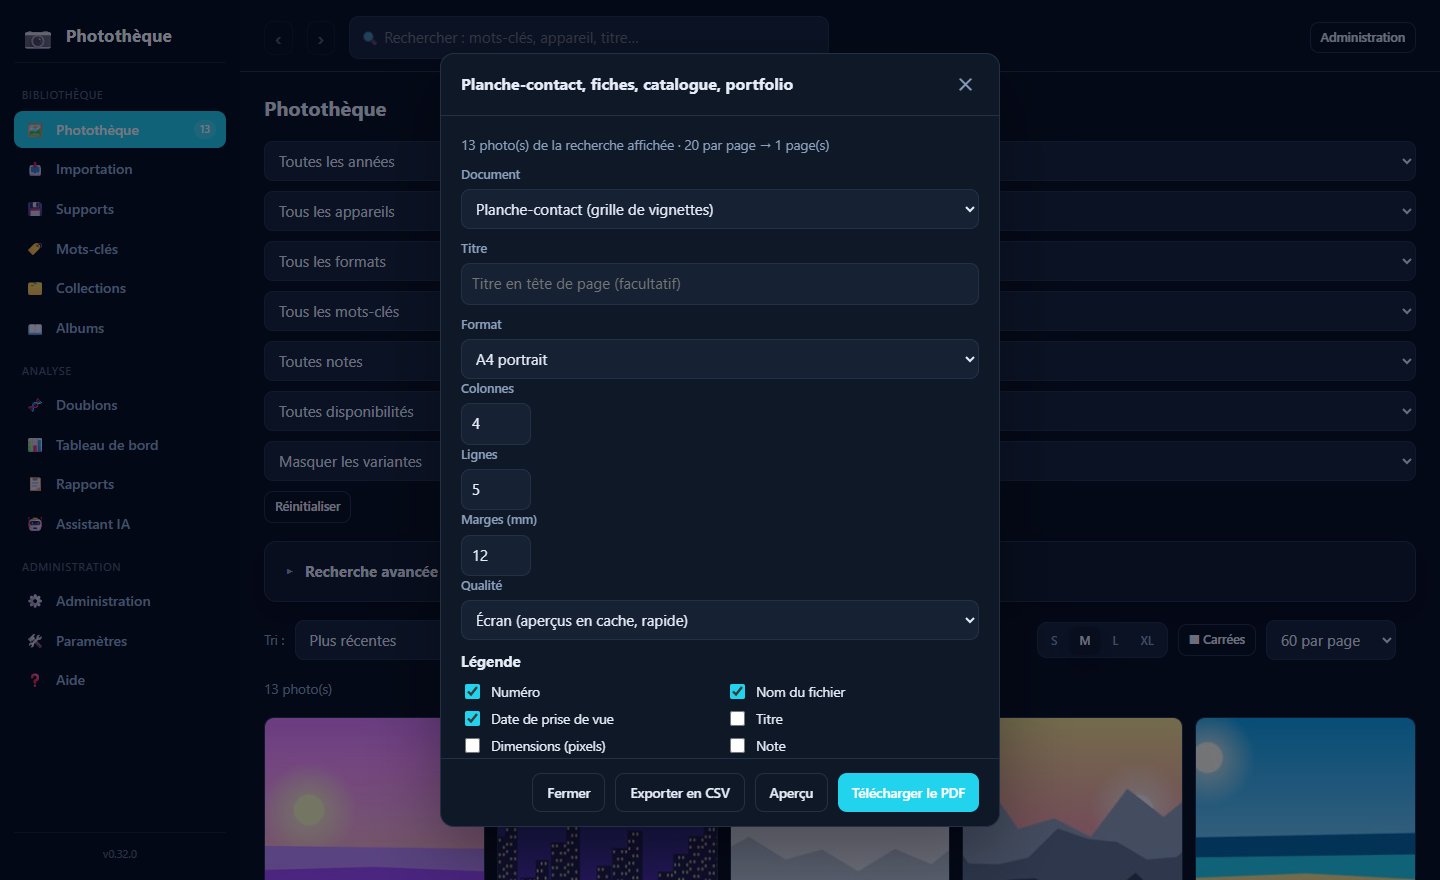 Photothèque
Rechercher : mots-clés, appareil, titre...
Administration
BIBLIOTHÈQUE
Photothèque 13
Importation
Supports
Mots-clés
Collections
Albums
ANALYSE
Doublons
Tableau de bord
Rapports
Assistant IA
ADMINISTRATION
Administration
Paramètres
Aide
v0.32.0
Photothèque
Toutes les années
Tous les appareils
Tous les formats
Tous les mots-clés
Toutes notes
Toutes disponibilités
Masquer les variantes
Réinitialiser
Recherche avancée
Tri : Plus récentes
S M L XL
Carrées
60 par page
13 photo(s)
Planche-contact, fiches, catalogue, portfolio
13 photo(s) de la recherche affichée · 20 par page → 1 page(s)
Document
Planche-contact (grille de vignettes)
Titre
Titre en tête de page (facultatif)
Format
A4 portrait
Colonnes
4
Lignes
5
Marges (mm)
12
Qualité
Écran (aperçus en cache, rapide)
Légende
Numéro
Nom du fichier
Date de prise de vue
Titre
Dimensions (pixels)
Note
Fermer
Exporter en CSV
Aperçu
Télécharger le PDF